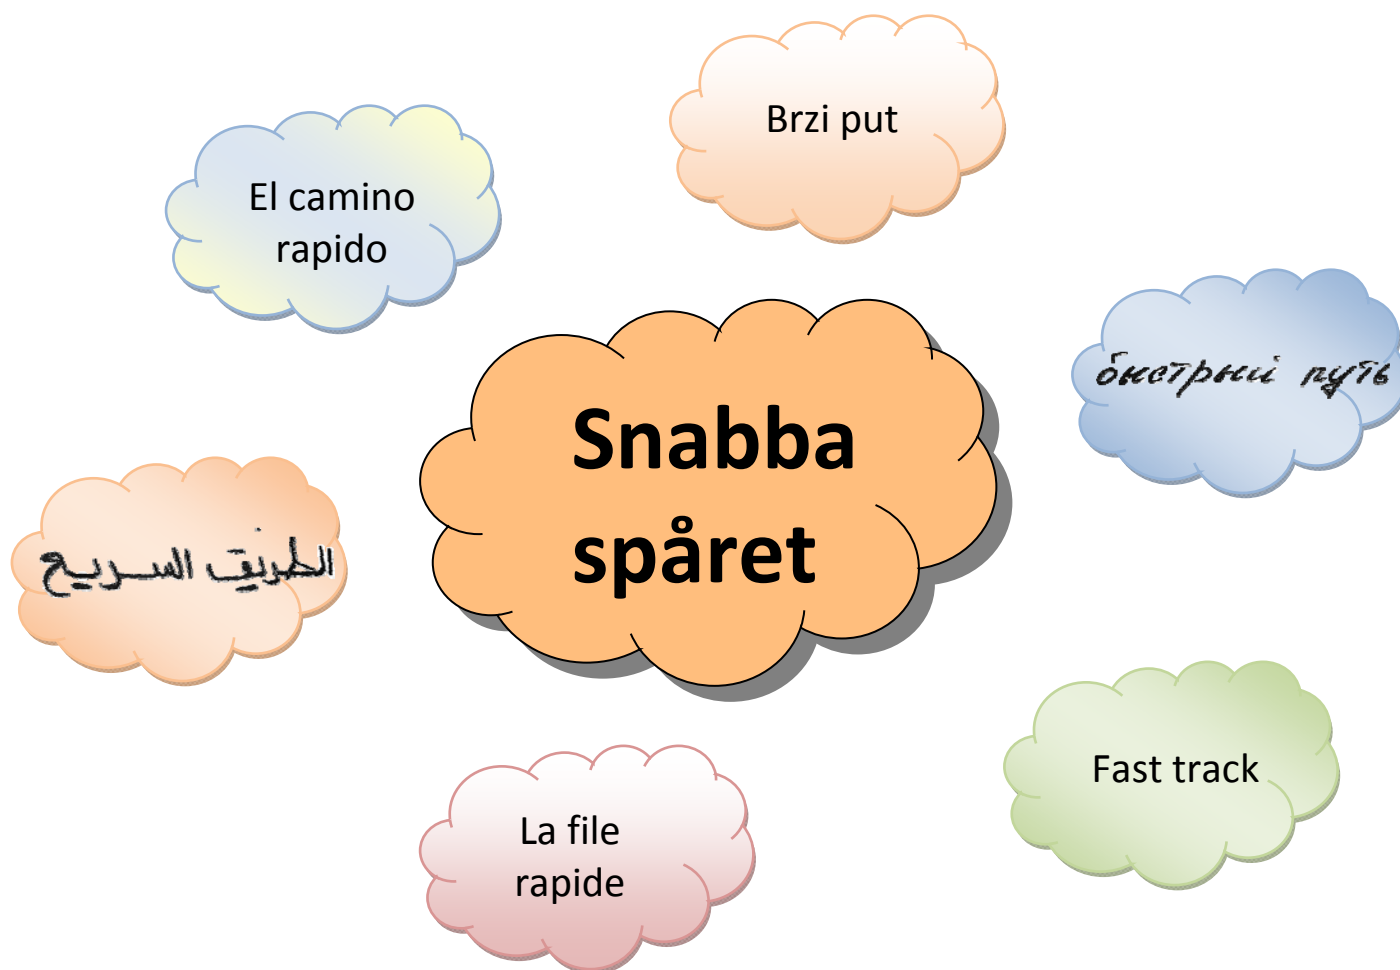 Brzi put
El camino
rapido
быстрый путь
Snabba
spåret
الطريق السريع
Fast track
La file
rapide